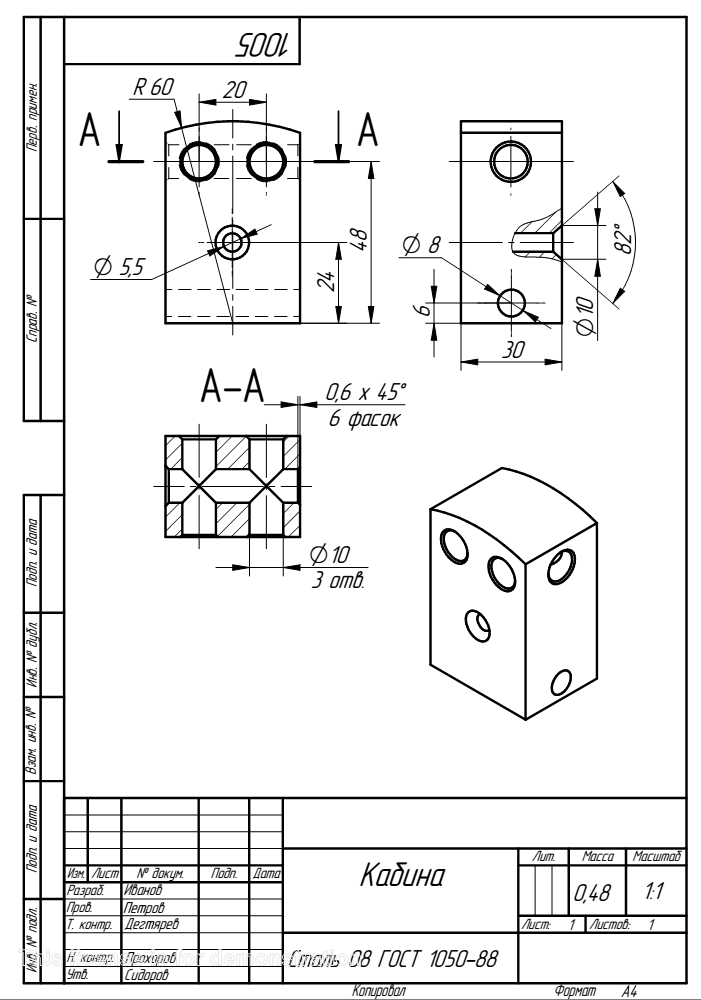 1005
Перв. примен.
Справ. №
Подп. и дата
Инв. № дубл.
Взам. инв. №
Подп. и дата
Инв. № подл.
R 60
20
А
А
48
24
Ø 5,5
Ø 8
82°
Ø10
6
30
А-А
0,6 x 45°
6 фасок
Ø10
3 отв.
Изм. Лист № докум. Подп. Дата
Разраб. Иванов
Пров. Петров
Т. контр. Дегтярев
Н. контр. Прохоров
Утв. Сидоров
Кабина
Сталь 08 ГОСТ 1050-88
Лит. Масса Масштаб
0,48 1:1
Лист: 1 Листов: 1
Копировал Формат А4